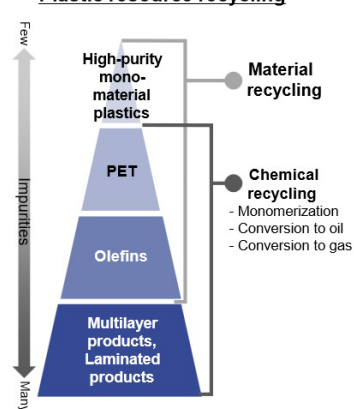 Plastic resource recycling
Few
Impurities
Many
High-purity
mono-
material
plastics
PET
Olefins
Multilayer
products,
Laminated
products
Material
recycling
Chemical
recycling
- Monomerization
- Conversion to oil
- Conversion to gas